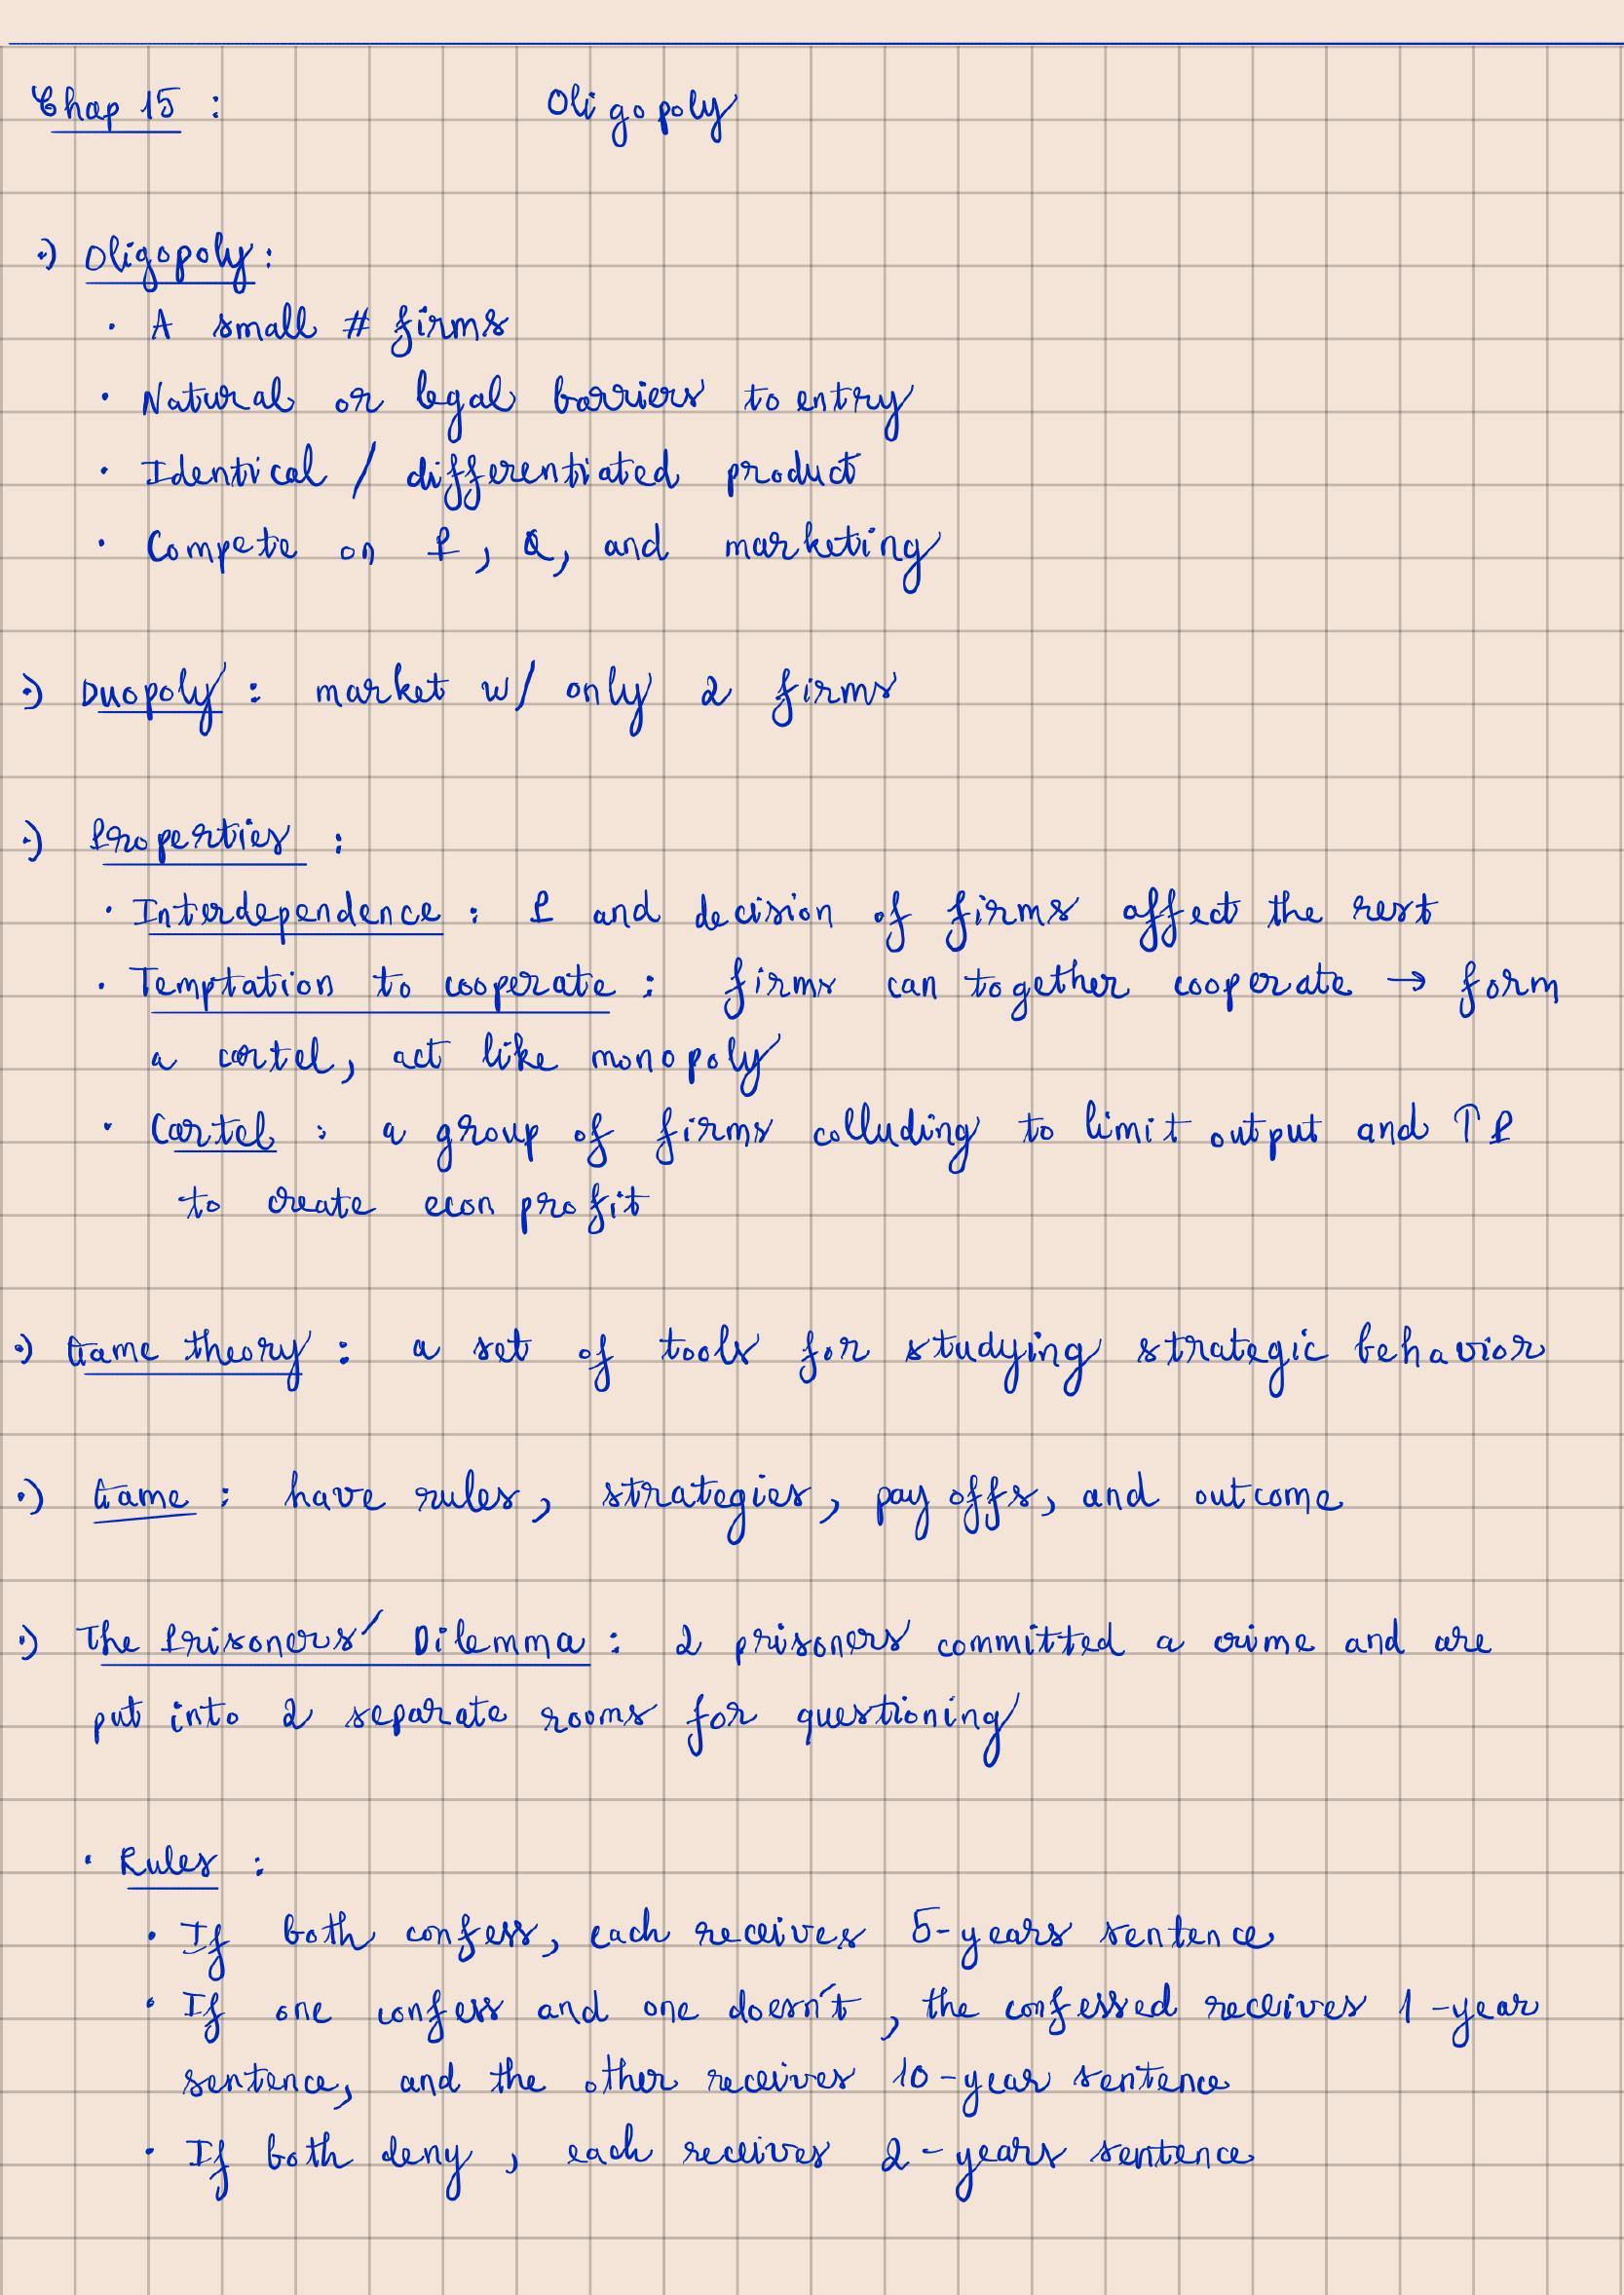 Chap 15 : Oligopoly
·) Oligopoly :
· A small # firms
· Natural or legal barriers to entry
· Identical / differentiated product
· Compete on P, Q, and marketing
·) Duopoly : market w/ only 2 firms
·) Properties :
· Interdependence : P and decision of firms affect the rest
· Temptation to cooperate : firms can together cooperate → form
a cartel, act like monopoly
· Cartel : a group of firms colluding to limit output and ↑ P
to create econ profit
·) Game theory : a set of tools for studying strategic behavior
·) Game : have rules, strategies, pay offs, and outcome
·) The Prisoners' Dilemma : 2 prisoners committed a crime and are
put into 2 separate rooms for questioning
· Rules :
· If both confess, each receives 5-years sentence
· If one confess and one doesn't, the confessed receives 1-year
sentence, and the other receives 10-year sentence
· If both deny, each receives 2-years sentence